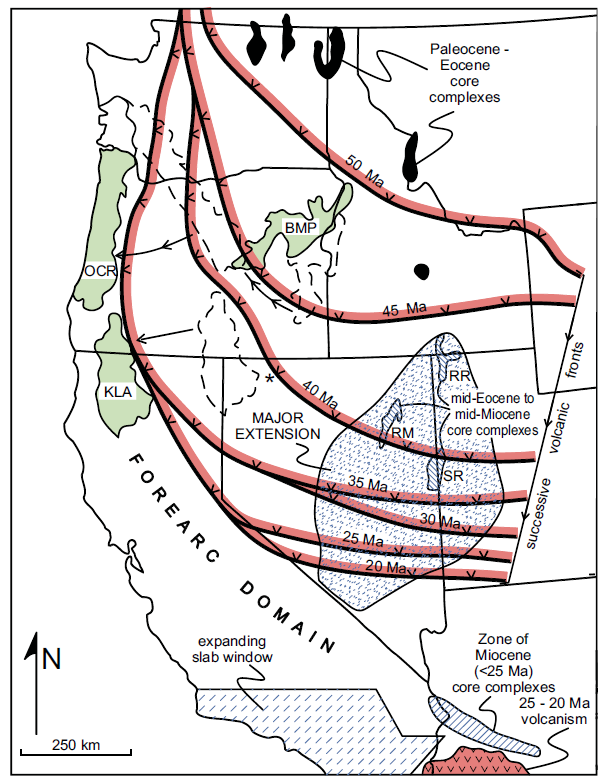 Paleocene -
Eocene
core
complexes
50 Ma
BMP
OCR
45 Ma
fronts
KLA
*
40 Ma
RR
mid-Eocene to
mid-Miocene
core complexes
volcanic
MAJOR
EXTENSION
RM
SR
35 Ma
successive
30 Ma
25 Ma
20 Ma
FOREARC DOMAIN
expanding
slab window
Zone of
Miocene
(<25 Ma)
core complexes
N
25 - 20 Ma
volcanism
250 km